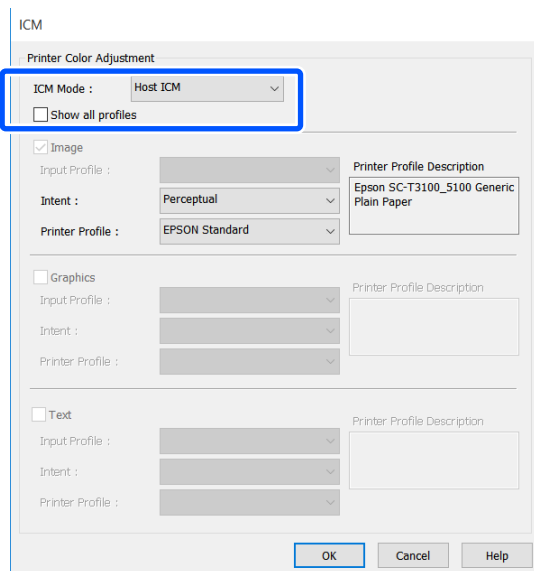 ICM
Printer Color Adjustment
ICM Mode : Host ICM
Show all profiles
Image
Input Profile :
Printer Profile Description
Intent : Perceptual
Epson SC-T3100_5100 Generic
Plain Paper
Printer Profile : EPSON Standard
Graphics
Input Profile :
Printer Profile Description
Intent :
Printer Profile :
Text
Input Profile :
Printer Profile Description
Intent :
Printer Profile :
OK Cancel Help